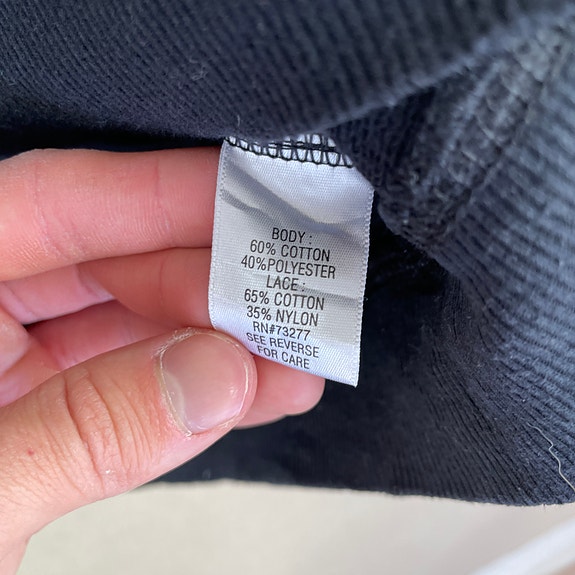 BODY :
60% COTTON
40%POLYESTER
LACE :
65% COTTON
35% NYLON
RN#73277
SEE REVERSE
FOR CARE